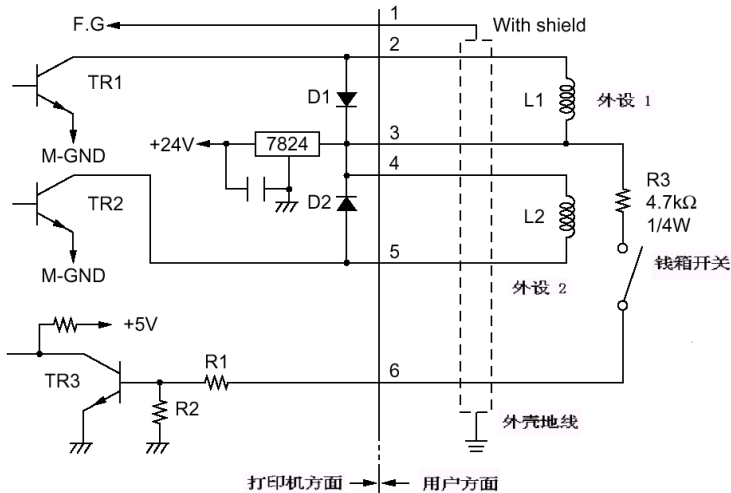 F.G
1
With shield
2
TR1
D1
L1
外设 1
M-GND
+24V
7824
3
4
R3
4.7kΩ
1/4W
TR2
D2
L2
M-GND
5
外设 2
钱箱开关
+5V
R1
6
TR3
R2
外壳地线
打印机方面
用户方面